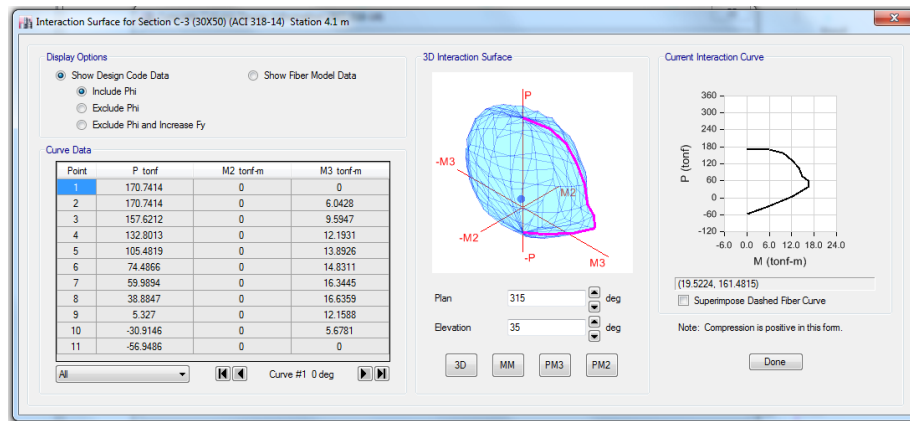 Interaction Surface for Section C-3 (30X50) (ACI 318-14) Station 4.1 m
Display Options
Show Design Code Data
Show Fiber Model Data
Include Phi
Exclude Phi
Exclude Phi and Increase Fy
Curve Data
Point P tonf M2 tonf-m M3 tonf-m
1 170.7414 0 0
2 170.7414 0 6.0428
3 157.6212 0 9.5947
4 132.8013 0 12.1931
5 105.4819 0 13.8926
6 74.4866 0 14.8311
7 59.9894 0 16.3445
8 38.8847 0 16.6359
9 5.327 0 12.1588
10 -30.9146 0 5.6781
11 -56.9486 0 0
All
Curve #1 0 deg
3D Interaction Surface
P
-M3
M2
-M2
-P
M3
Plan 315 deg
Elevation 35 deg
3D MM PM3 PM2
Current Interaction Curve
P (tonf)
360
300
240
180
120
60
0
-60
-120
-6.0 0.0 6.0 12.0 18.0 24.0
M (tonf-m)
(19.5224, 161.4815)
Superimpose Dashed Fiber Curve
Note: Compression is positive in this form.
Done